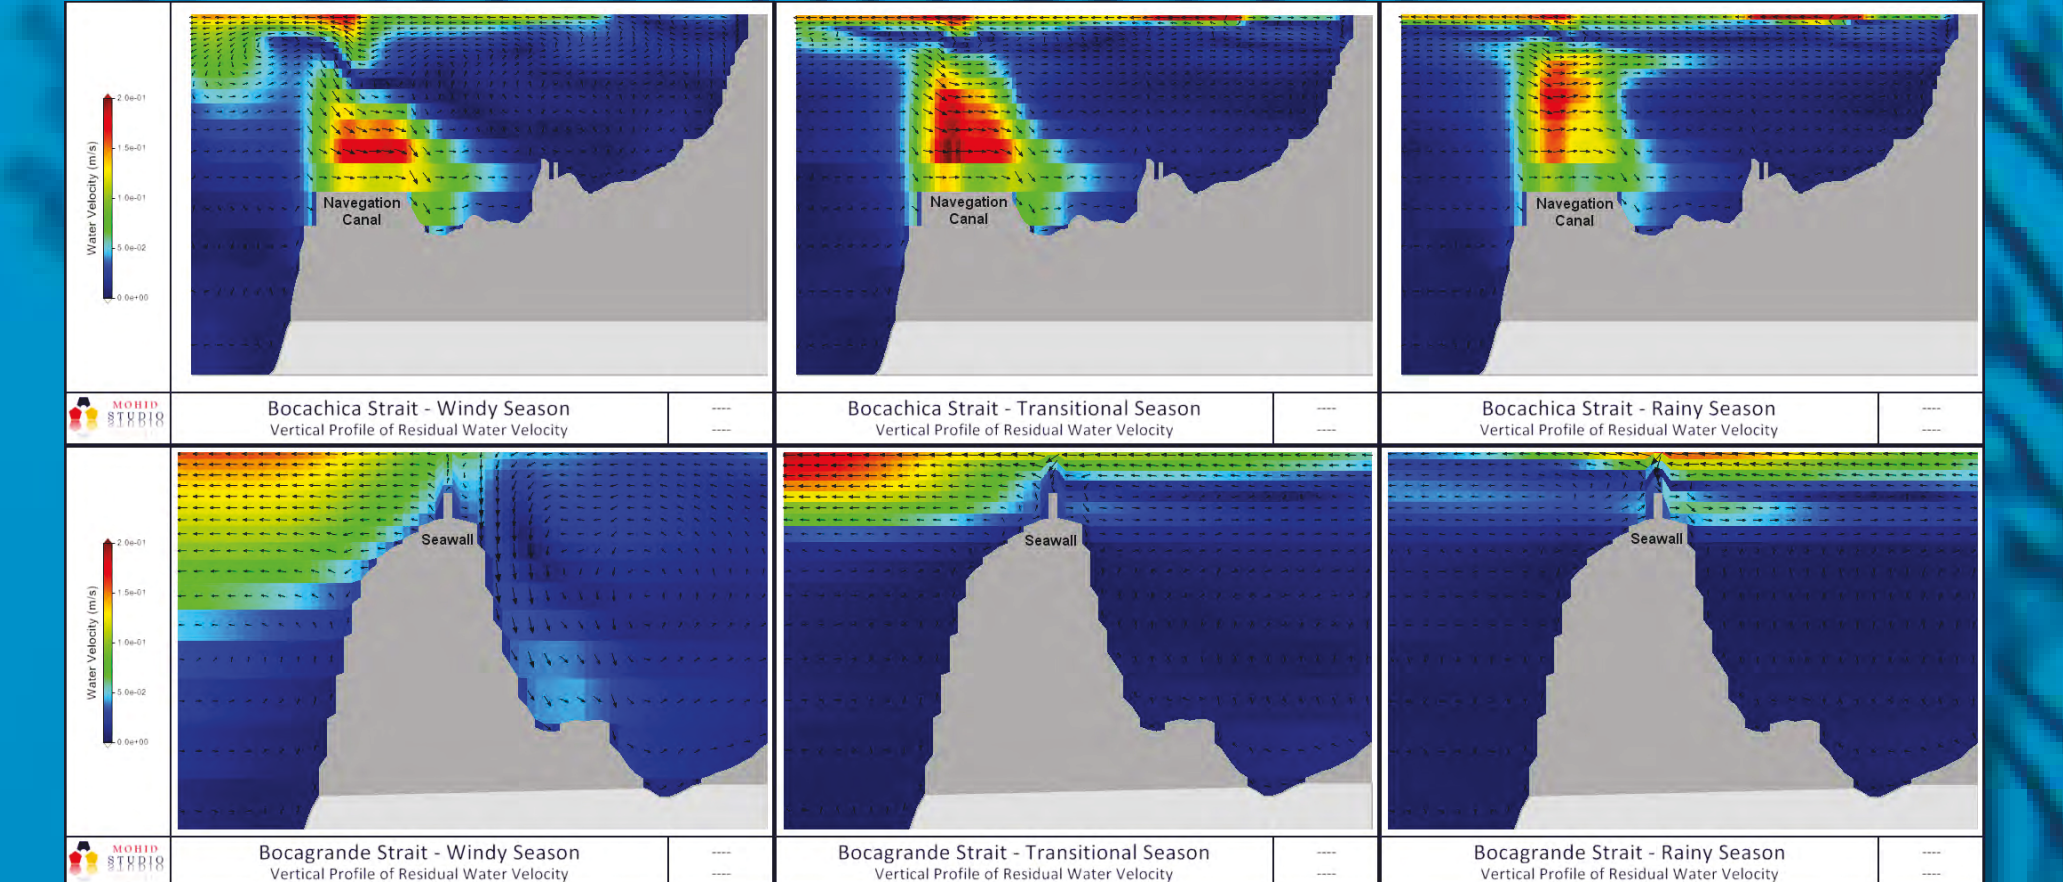 Water Velocity (m/s)
2.0e-01
1.5e-01
1.0e-01
5.0e-02
0.0e+00
Navegation
Canal
Navegation
Canal
Navegation
Canal
MOHID
STUDIO
Bocachica Strait - Windy Season
Vertical Profile of Residual Water Velocity
----
----
Bocachica Strait - Transitional Season
Vertical Profile of Residual Water Velocity
----
----
Bocachica Strait - Rainy Season
Vertical Profile of Residual Water Velocity
----
----
Water Velocity (m/s)
2.0e-01
1.5e-01
1.0e-01
5.0e-02
0.0e+00
Seawall
Seawall
Seawall
MOHID
STUDIO
Bocagrande Strait - Windy Season
Vertical Profile of Residual Water Velocity
----
----
Bocagrande Strait - Transitional Season
Vertical Profile of Residual Water Velocity
----
----
Bocagrande Strait - Rainy Season
Vertical Profile of Residual Water Velocity
----
----